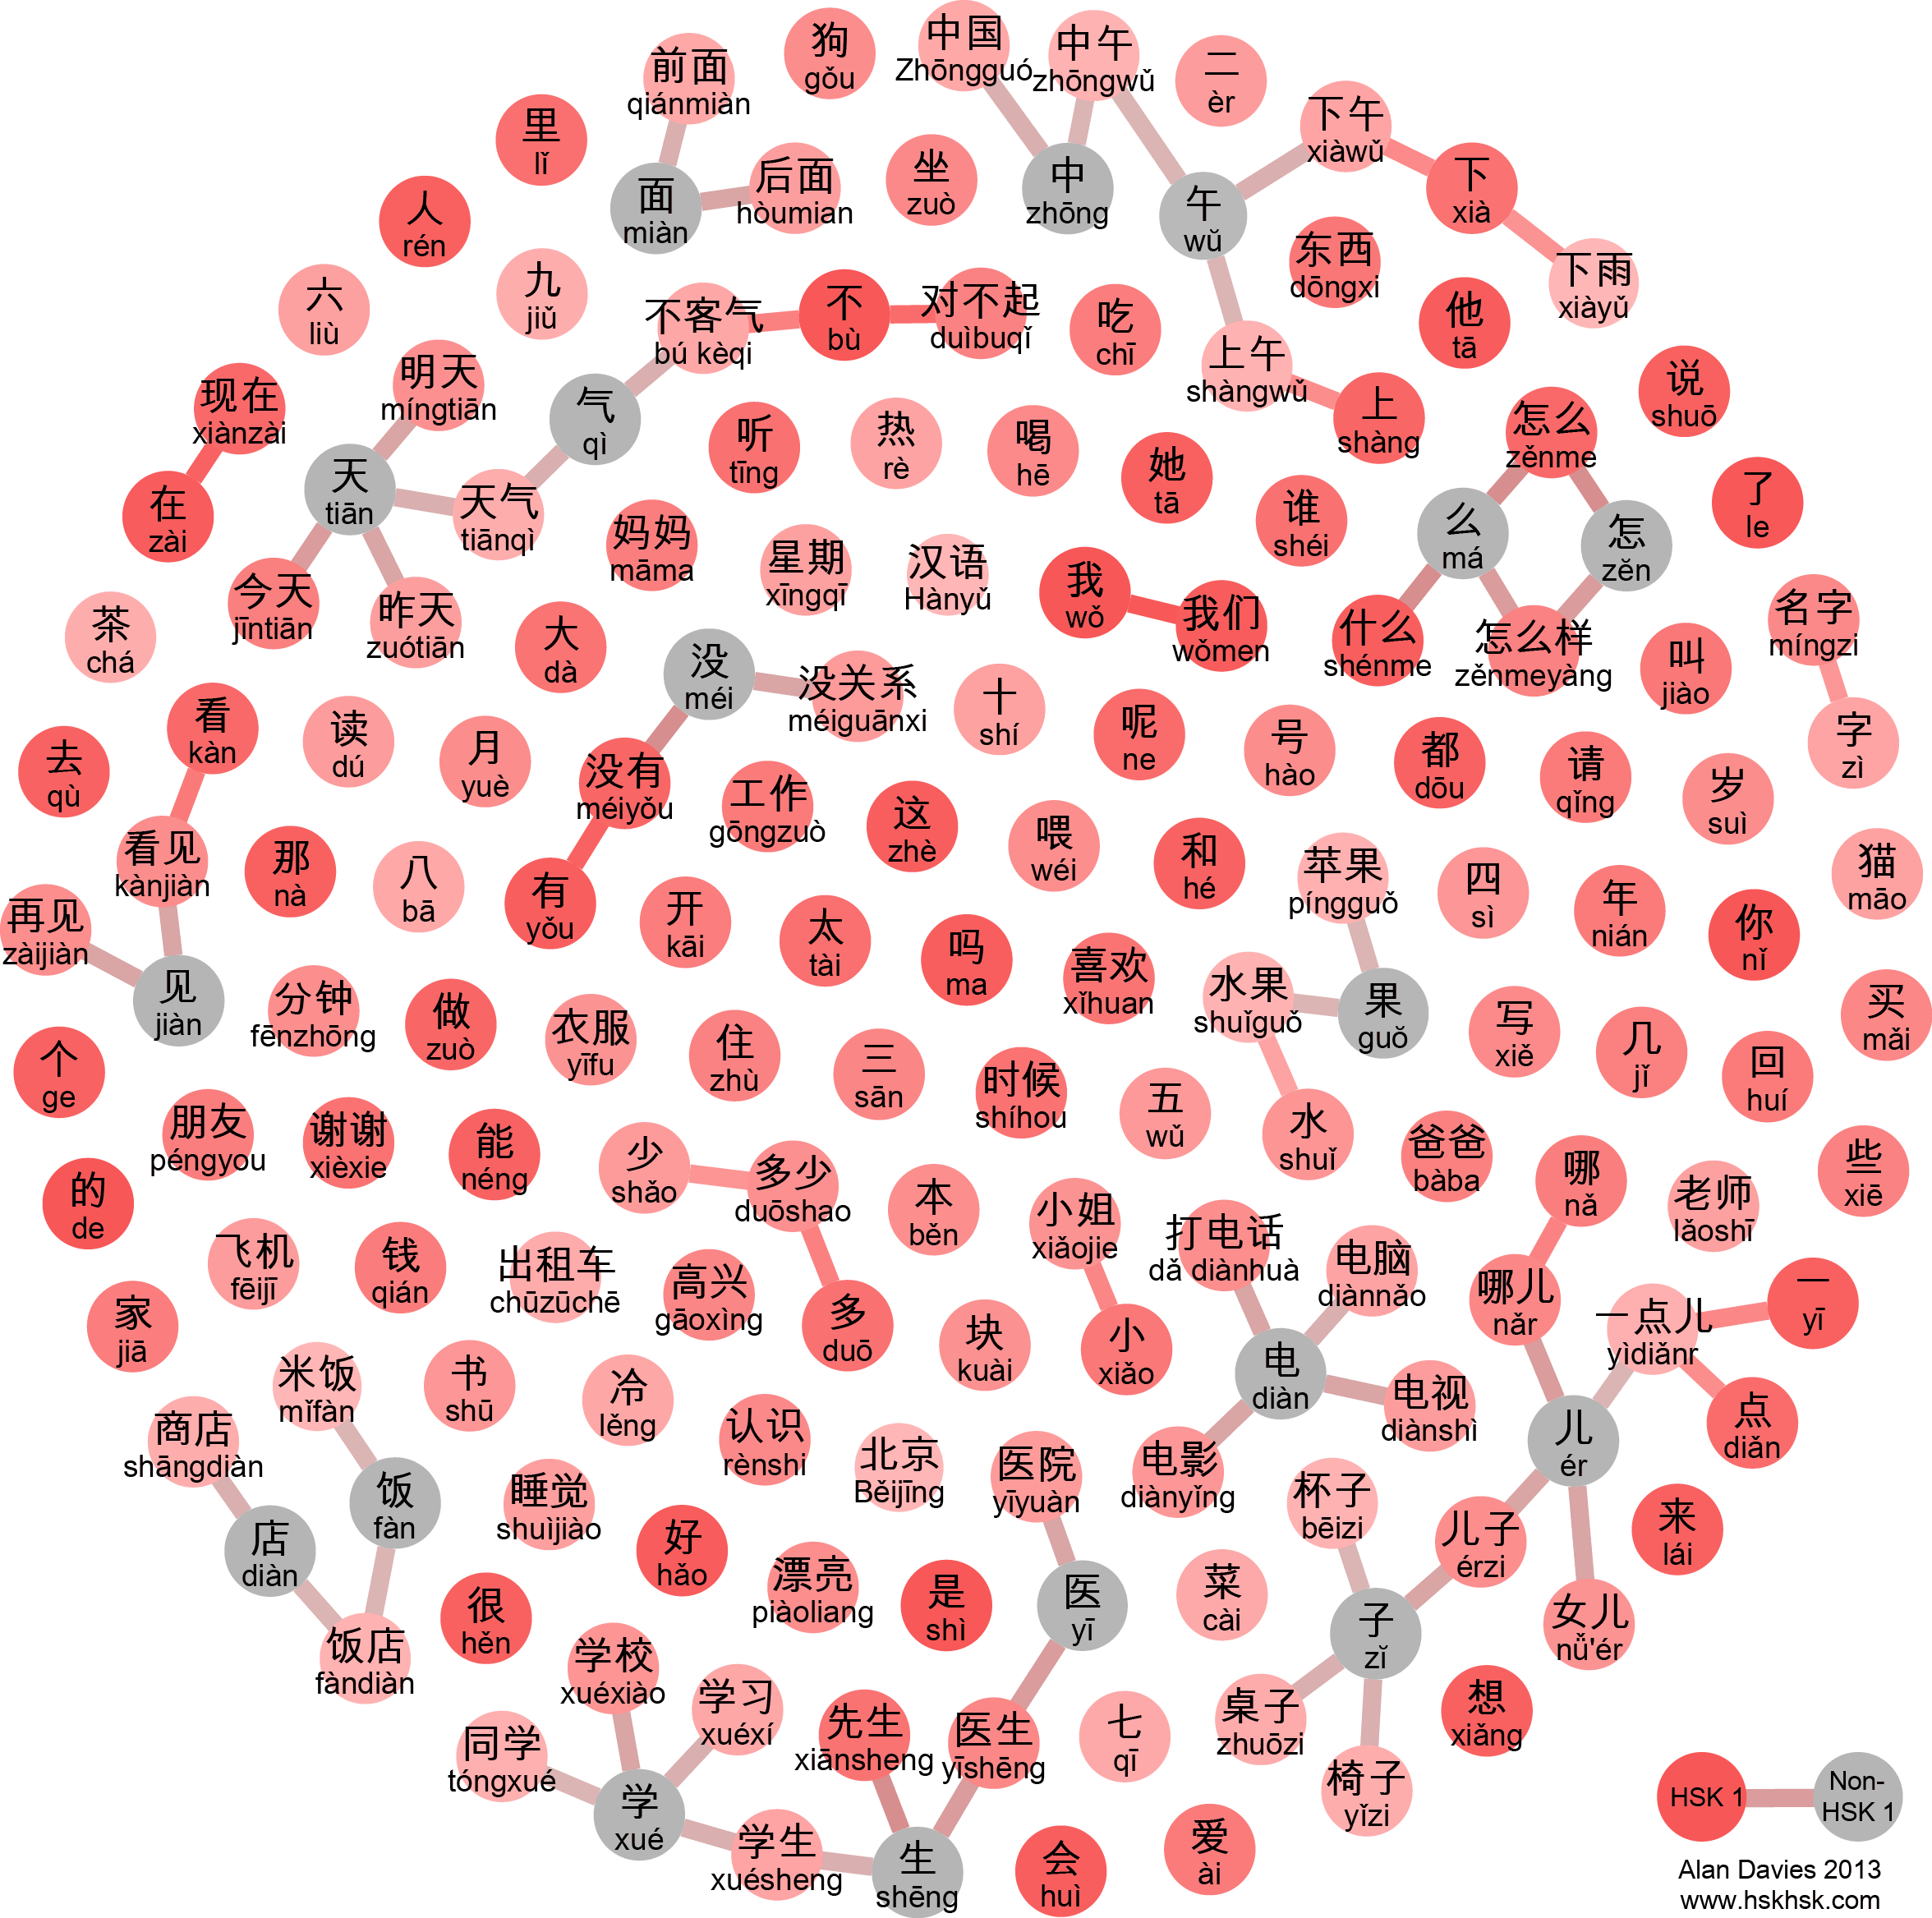 狗
gǒu
中国
Zhōngguó
中午
zhōngwǔ
二
èr
前面
qiánmiàn
里
lǐ
下午
xiàwǔ
后面
hòumian
坐
zuò
中
zhōng
下
xià
人
rén
面
miàn
午
wǔ
东西
dōngxi
下雨
xiàyǔ
六
liù
九
jiǔ
不客气
bú kèqi
不
bù
对不起
duìbuqǐ
吃
chī
他
tā
现在
xiànzài
明天
míngtiān
气
qì
上午
shàngwǔ
上
shàng
说
shuō
怎么
zěnme
听
tīng
热
rè
喝
hē
她
tā
在
zài
天
tiān
天气
tiānqì
谁
shéi
么
má
怎
zěn
了
le
妈妈
māma
星期
xīngqī
汉语
Hànyǔ
我
wǒ
我们
wǒmen
今天
jīntiān
昨天
zuótiān
茶
chá
大
dà
什么
shénme
怎么样
zěnmeyàng
叫
jiào
名字
míngzi
没
méi
没关系
méiguānxi
十
shí
呢
ne
号
hào
都
dōu
请
qǐng
字
zì
看
kàn
读
dú
月
yuè
去
qù
没有
méiyǒu
工作
gōngzuò
这
zhè
喂
wéi
和
hé
岁
suì
看见
kànjiàn
那
nà
八
bā
有
yǒu
苹果
píngguǒ
四
sì
年
nián
猫
māo
再见
zàijiàn
开
kāi
太
tài
吗
ma
喜欢
xǐhuan
你
nǐ
见
jiàn
分钟
fēnzhōng
做
zuò
衣服
yīfu
住
zhù
三
sān
水果
shuǐguǒ
果
guǒ
写
xiě
几
jǐ
买
mǎi
个
ge
时候
shíhou
五
wǔ
水
shuǐ
回
huí
朋友
péngyou
谢谢
xièxie
能
néng
少
shǎo
多少
duōshao
本
běn
小姐
xiǎojie
爸爸
bàba
哪
nǎ
老师
lǎoshī
些
xiē
的
de
打电话
dǎ diànhuà
电脑
diànnǎo
飞机
fēijī
钱
qián
出租车
chūzūchē
高兴
gāoxìng
多
duō
块
kuài
小
xiǎo
哪儿
nǎr
一点儿
yìdiǎnr
一
yī
家
jiā
米饭
mǐfàn
书
shū
冷
lěng
电
diàn
电视
diànshì
点
diǎn
商店
shāngdiàn
认识
rènshi
北京
Běijīng
医院
yīyuàn
电影
diànyǐng
儿
ér
饭
fàn
睡觉
shuìjiào
杯子
bēizi
儿子
érzi
来
lái
店
diàn
好
hǎo
漂亮
piàoliang
是
shì
医
yī
菜
cài
子
zǐ
女儿
nǚ'ér
很
hěn
饭店
fàndiàn
学校
xuéxiào
学习
xuéxí
先生
xiānsheng
医生
yīshēng
七
qī
桌子
zhuōzi
想
xiǎng
同学
tóngxué
椅子
yǐzi
学
xué
学生
xuésheng
生
shēng
会
huì
爱
ài
HSK 1
Non-
HSK 1
Alan Davies 2013
www.hskhsk.com